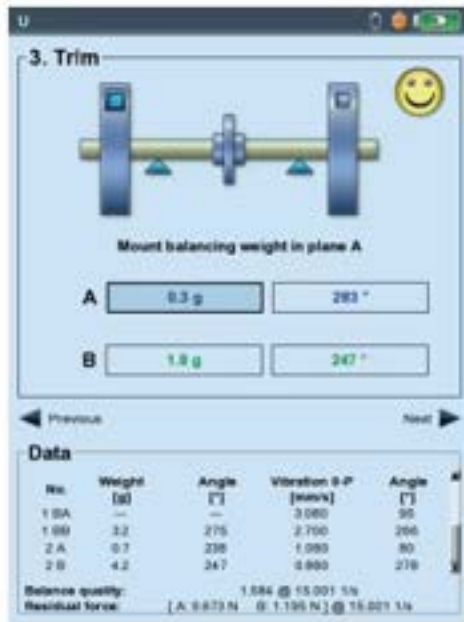 U
3. Trim
Mount balancing weight in plane A
A 0.3 g 283 °
B 1.8 g 247 °
Previous Next
Data
No. Weight [g] Angle [°] Vibration 0-P [mm/s] Angle [°]
1 BA — — 3.080 95
1 BB 3.2 275 2.700 266
2 A 0.7 238 1.080 80
2 B 4.2 247 0.860 278
Balance quality: 1.584 @ 15.001 1/s
Residual force: [ A: 0.673 N B: 1.195 N ] @ 15.001 1/s